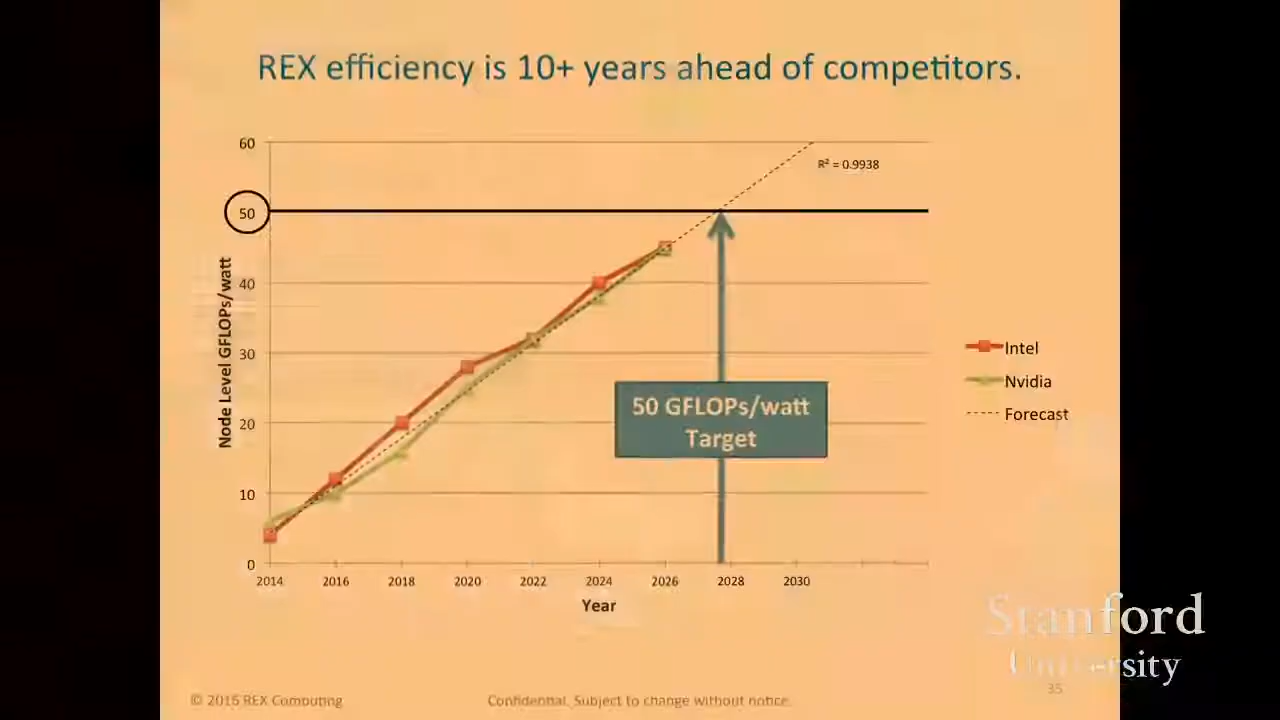 REX efficiency is 10+ years ahead of competitors.
60
R² = 0.9938
50
40
30
20
10
0
Node Level GFLOPs/watt
50 GFLOPs/watt
Target
Intel
Nvidia
Forecast
2014 2016 2018 2020 2022 2024 2026 2028 2030
Year
Stanford
University
© 2016 REX Computing
Confidential. Subject to change without notice.
35